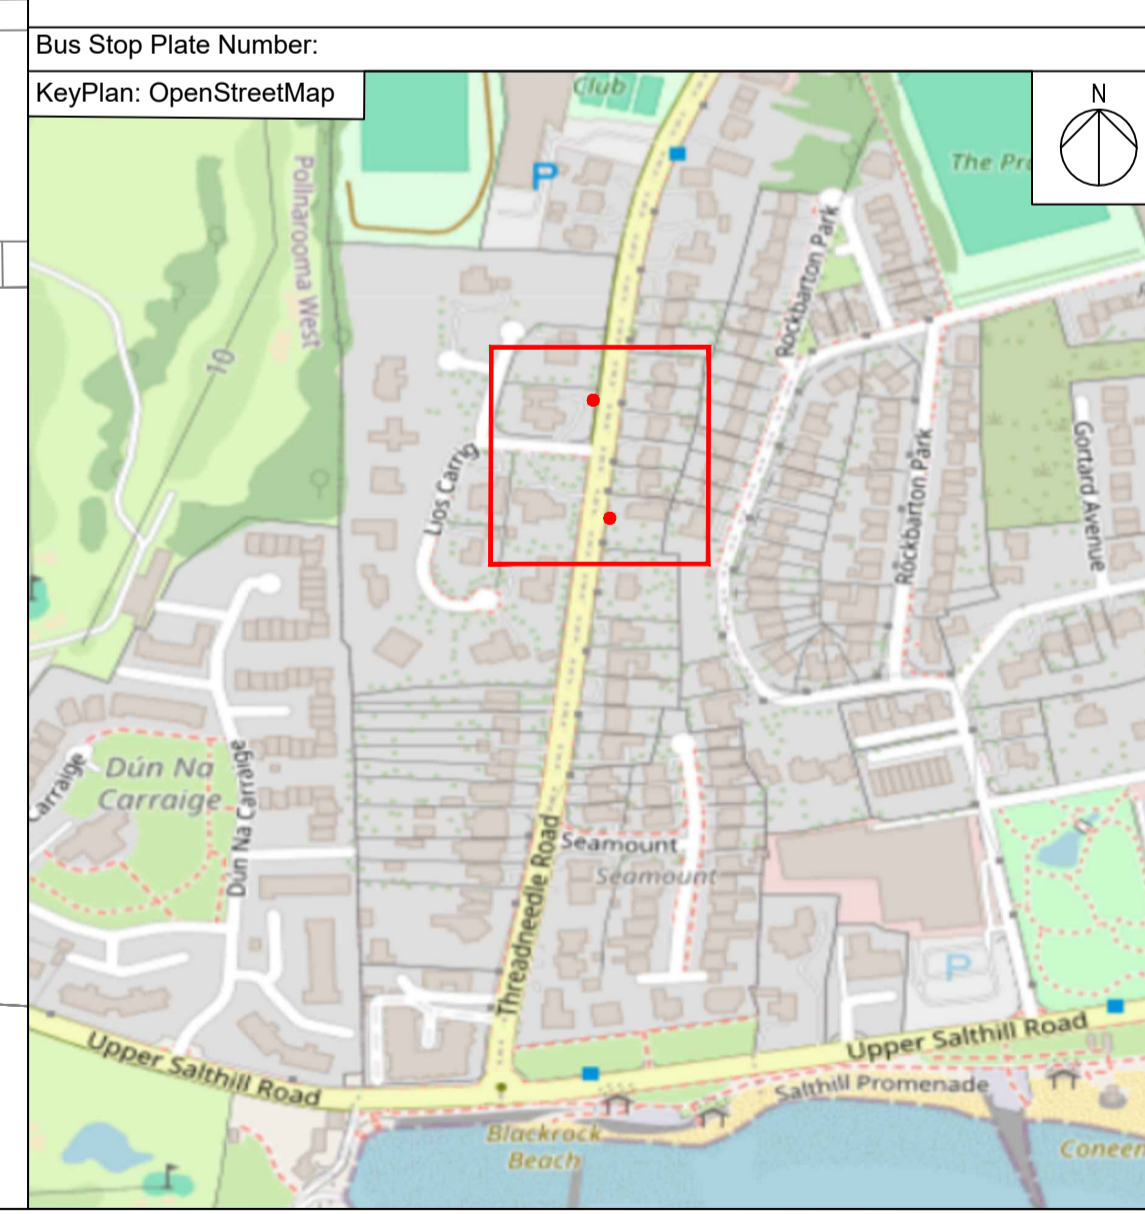 Bus Stop Plate Number:
KeyPlan: OpenStreetMap
N
Club
P
The Pr
Pollnarooma West
10
Rockbarton Park
Lios Carrig
Rockbarton Park
Gortard Avenue
Carraige
Dún Na
Carraige
Dún Na Carraige
Threadneedle Road
Seamount
Seamount
P
Upper Salthill Road
Upper Salthill Road
Salthill Promenade
Blackrock
Beach
Coneen